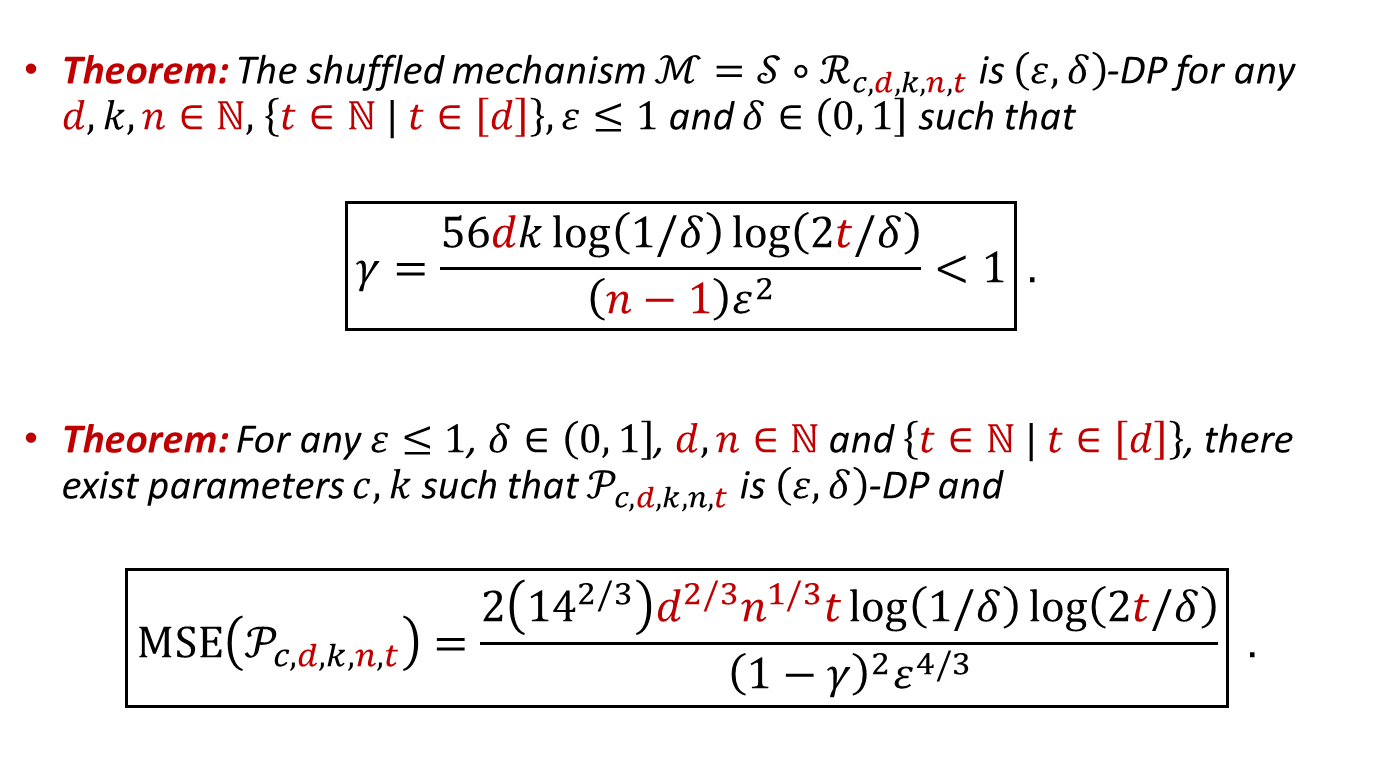 • Theorem: The shuffled mechanism ℳ = 𝒮 ∘ ℛ_{c,d,k,n,t} is (ε, δ)-DP for any
d, k, n ∈ ℕ, {t ∈ ℕ | t ∈ [d]}, ε ≤ 1 and δ ∈ (0, 1] such that
γ = \frac{56dk log(1/δ) log(2t/δ)}{(n − 1)ε²} < 1 .
• Theorem: For any ε ≤ 1, δ ∈ (0, 1], d, n ∈ ℕ and {t ∈ ℕ | t ∈ [d]}, there
exist parameters c, k such that 𝒫_{c,d,k,n,t} is (ε, δ)-DP and
MSE(𝒫_{c,d,k,n,t}) = \frac{2(14^{2/3})d^{2/3}n^{1/3}t log(1/δ) log(2t/δ)}{(1 − γ)²ε^{4/3}} .